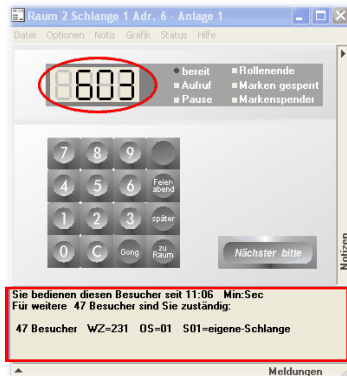 Raum 2 Schlange 1 Adr. 6 - Anlage 1
Datei Optionen Notiz Grafik Status Hilfe
603
bereit Rollenende
Aufruf Marken gesperrt
Pause Markenspender
7 8 9
4 5 6 Feier-abend
1 2 3 später
0 C Gong zu Raum
Nächster bitte
Notizen
Sie bedienen diesen Besucher seit 11:06 Min:Sec
Für weitere 47 Besucher sind Sie zuständig:
47 Besucher WZ=231 OS=01 S01=eigene-Schlange
Meldungen